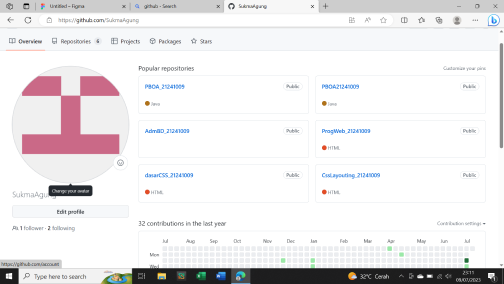 Untitled – Figma
github - Search
SukmaAgung
https://github.com/SukmaAgung
Overview
Repositories 6
Projects
Packages
Stars
Popular repositories
Customize your pins
PBOA_21241009
Public
Java
PBOA21241009
Public
Java
AdmBO_21241009
Public
ProgWeb_21241009
Public
HTML
dasarCSS_21241009
Public
HTML
CssLayouting_21241009
Public
HTML
Change your avatar
SukmaAgung
Edit profile
1 follower · 2 following
32 contributions in the last year
Contribution settings
Jul Aug Sep Oct Nov Dec Jan Feb Mar Apr May Jun Jul
Mon
Wed
https://github.com/account
Type here to search
32°C Cerah
23:11
09/07/2023